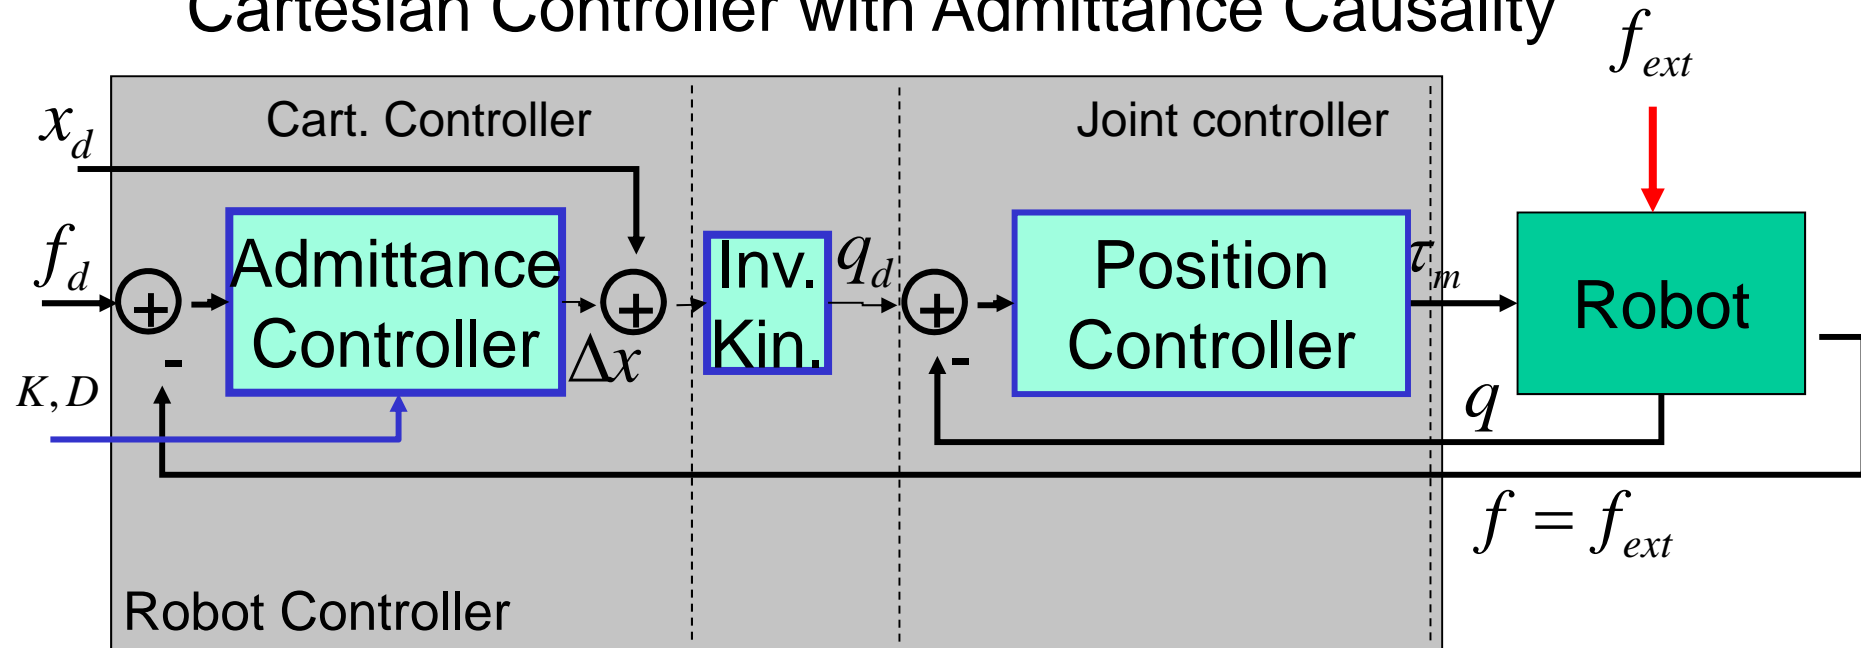 Cartesian Controller with Admittance Causality
f_ext
Cart. Controller
Joint controller
x_d
f_d
+
Admittance
Controller
+
Δx
Inv.
Kin.
q_d
+
Position
Controller
τ_m
Robot
-
-
K, D
q
f = f_ext
Robot Controller